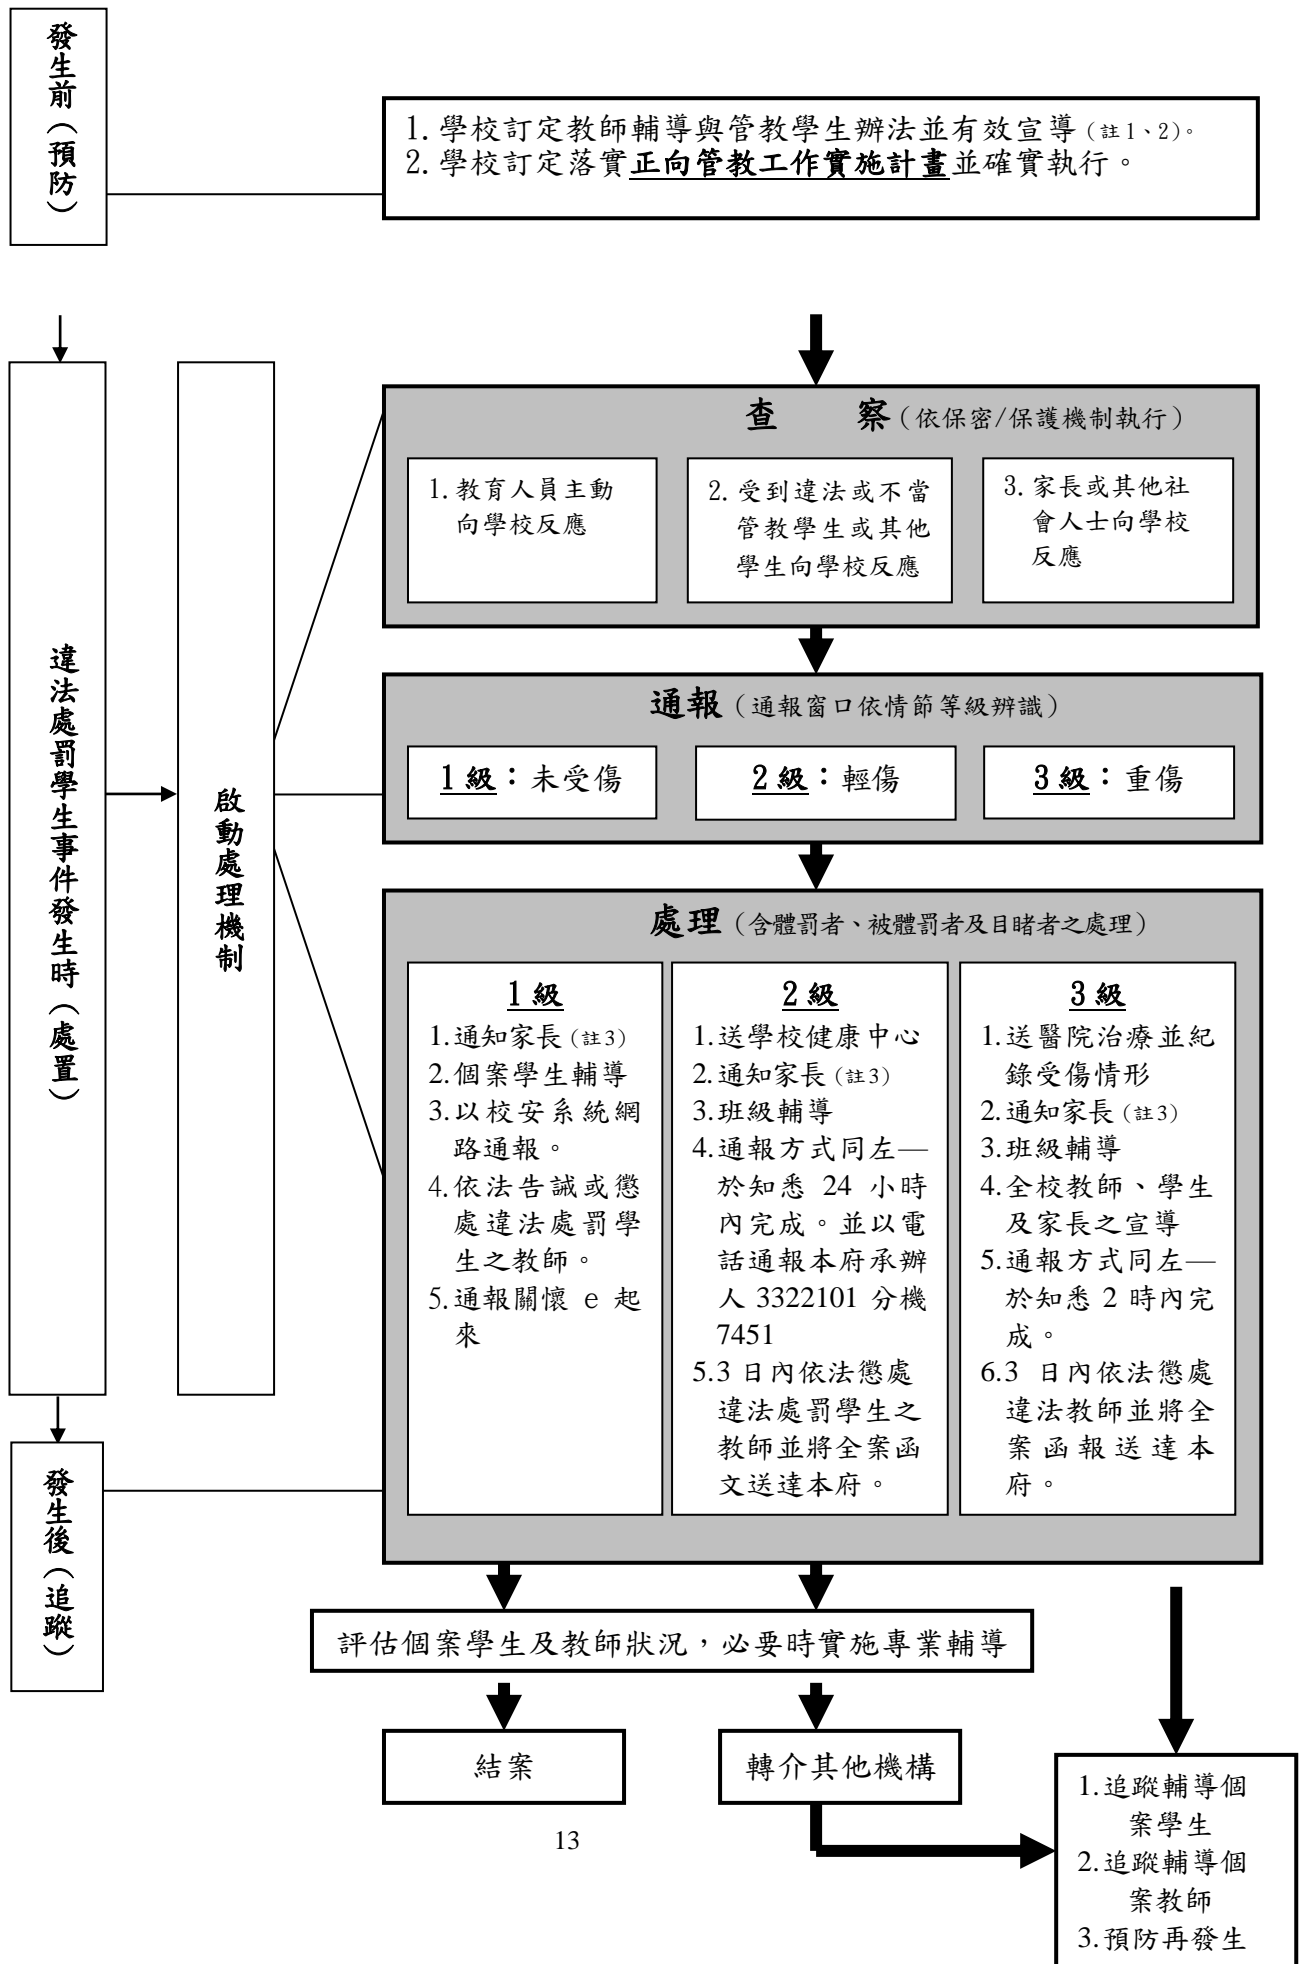 發生前（預防）
1. 學校訂定教師輔導與管教學生辦法並有效宣導（註1、2）。
2. 學校訂定落實正向管教工作實施計畫並確實執行。
違法處罰學生事件發生時（處置）
啟動處理機制
查　　察（依保密/保護機制執行）
1. 教育人員主動
向學校反應
2. 受到違法或不當
管教學生或其他
學生向學校反應
3. 家長或其他社
會人士向學校
反應
通報（通報窗口依情節等級辨識）
1 級：未受傷
2 級：輕傷
3 級：重傷
處理（含體罰者、被體罰者及目睹者之處理）
1 級
1.通知家長（註3）
2.個案學生輔導
3.以校安系統網
路通報。
4.依法告誡或懲
處違法處罰學
生之教師。
5.通報關懷 e 起
來
2 級
1.送學校健康中心
2.通知家長（註3）
3.班級輔導
4.通報方式同左—
於知悉 24 小時
內完成。並以電
話通報本府承辦
人 3322101 分機
7451
5.3 日內依法懲處
違法處罰學生之
教師並將全案函
文送達本府。
3 級
1.送醫院治療並紀
錄受傷情形
2.通知家長（註3）
3.班級輔導
4.全校教師、學生
及家長之宣導
5.通報方式同左—
於知悉 2 時內完
成。
6.3 日內依法懲處
違法教師並將全
案函報送達本
府。
發生後（追蹤）
評估個案學生及教師狀況，必要時實施專業輔導
結案
轉介其他機構
1.追蹤輔導個
案學生
2.追蹤輔導個
案教師
3.預防再發生
13